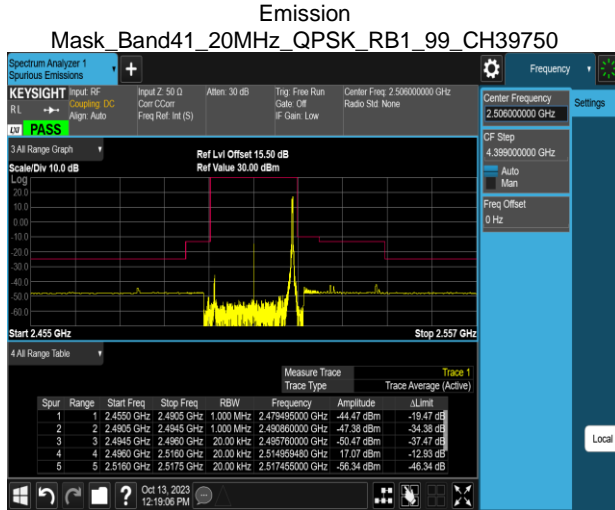 Emission
Mask_Band41_20MHz_QPSK_RB1_99_CH39750
Spectrum Analyzer 1
Spurious Emissions
Frequency
KEYSIGHT Input: RF Input Z: 50 Ω Atten: 30 dB Trig: Free Run Center Freq: 2.506000000 GHz
RL Coupling: DC Corr CCorr Gate: Off Radio Std: None
Align: Auto Freq Ref: Int (S) IF Gain: Low
LXI PASS
Center Frequency
2.506000000 GHz
Settings
CF Step
4.399000000 GHz
Auto
Man
Freq Offset
0 Hz
3 All Range Graph
Ref Lvl Offset 15.50 dB
Scale/Div 10.0 dB Ref Value 30.00 dBm
Log
20.0
10.0
0.00
-10.0
-20.0
-30.0
-40.0
-50.0
-60.0
Start 2.455 GHz Stop 2.557 GHz
4 All Range Table
Measure Trace Trace 1
Trace Type Trace Average (Active)
Spur Range Start Freq Stop Freq RBW Frequency Amplitude ΔLimit
1 1 2.4550 GHz 2.4905 GHz 1.000 MHz 2.479495000 GHz -44.47 dBm -19.47 dB
2 2 2.4905 GHz 2.4945 GHz 1.000 MHz 2.490860000 GHz -47.38 dBm -34.38 dB
3 3 2.4945 GHz 2.4960 GHz 20.00 kHz 2.495760000 GHz -50.47 dBm -37.47 dB
4 4 2.4960 GHz 2.5160 GHz 20.00 kHz 2.514959480 GHz 17.07 dBm -12.93 dB
5 5 2.5160 GHz 2.5175 GHz 20.00 kHz 2.517455000 GHz -56.34 dBm -46.34 dB
Local
Oct 13, 2023
12:19:06 PM